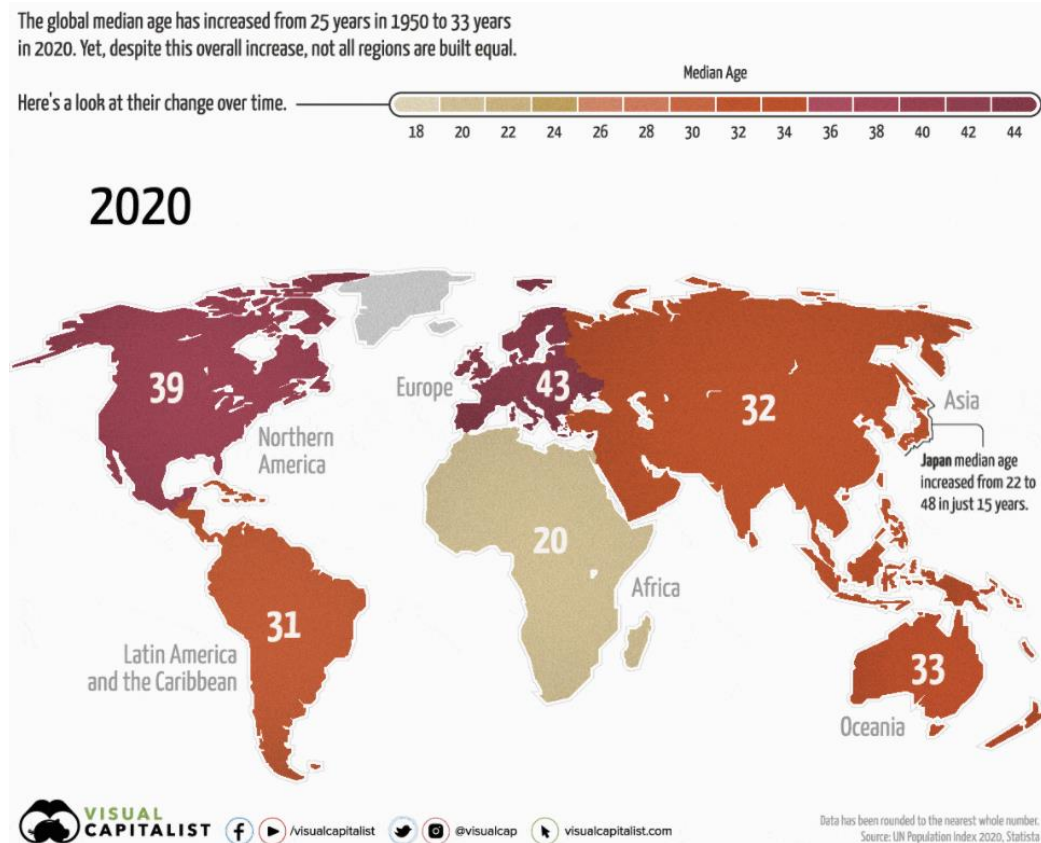 The global median age has increased from 25 years in 1950 to 33 years
in 2020. Yet, despite this overall increase, not all regions are built equal.
Median Age
Here's a look at their change over time.
18 20 22 24 26 28 30 32 34 36 38 40 42 44
2020
39
Northern
America
Europe
43
32
Asia
Japan median age
increased from 22 to
48 in just 15 years.
20
Africa
31
Latin America
and the Caribbean
33
Oceania
VISUAL
CAPITALIST
/visualcapitalist
@visualcap
visualcapitalist.com
Data has been rounded to the nearest whole number.
Source: UN Population Index 2020, Statista